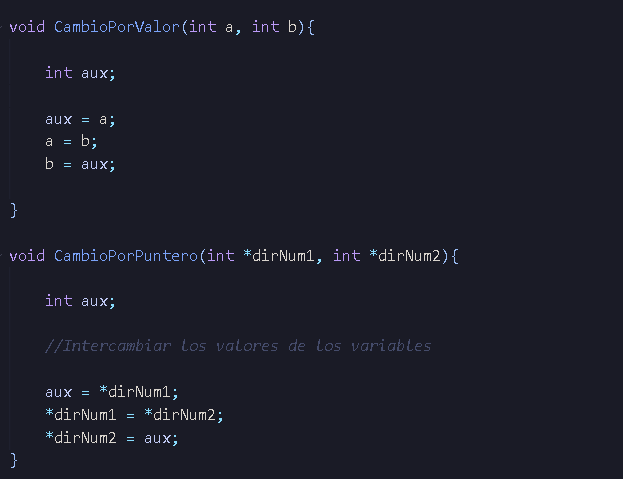 void CambioPorValor(int a, int b){
int aux;
aux = a;
a = b;
b = aux;
}
void CambioPorPuntero(int *dirNum1, int *dirNum2){
int aux;
//Intercambiar los valores de los variables
aux = *dirNum1;
*dirNum1 = *dirNum2;
*dirNum2 = aux;
}